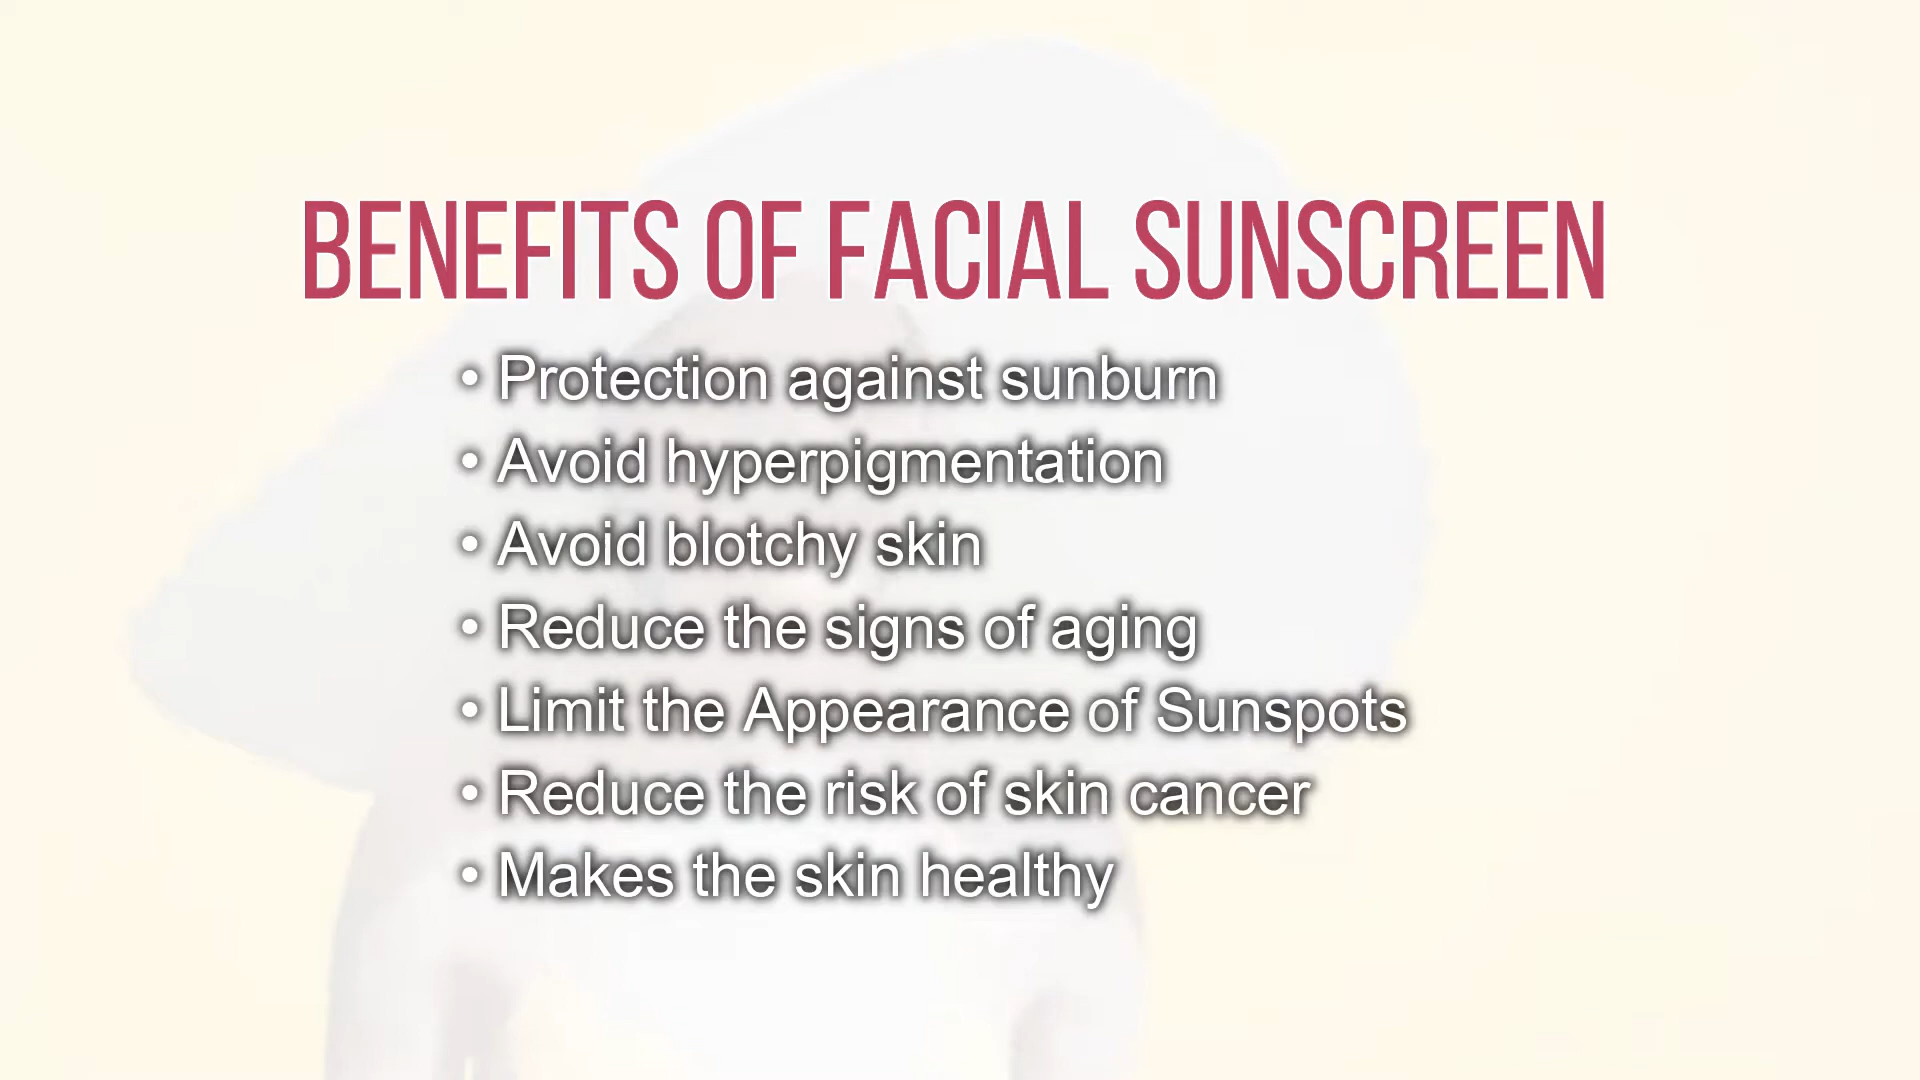 BENEFITS OF FACIAL SUNSCREEN
• Protection against sunburn
• Avoid hyperpigmentation
• Avoid blotchy skin
• Reduce the signs of aging
• Limit the Appearance of Sunspots
• Reduce the risk of skin cancer
• Makes the skin healthy